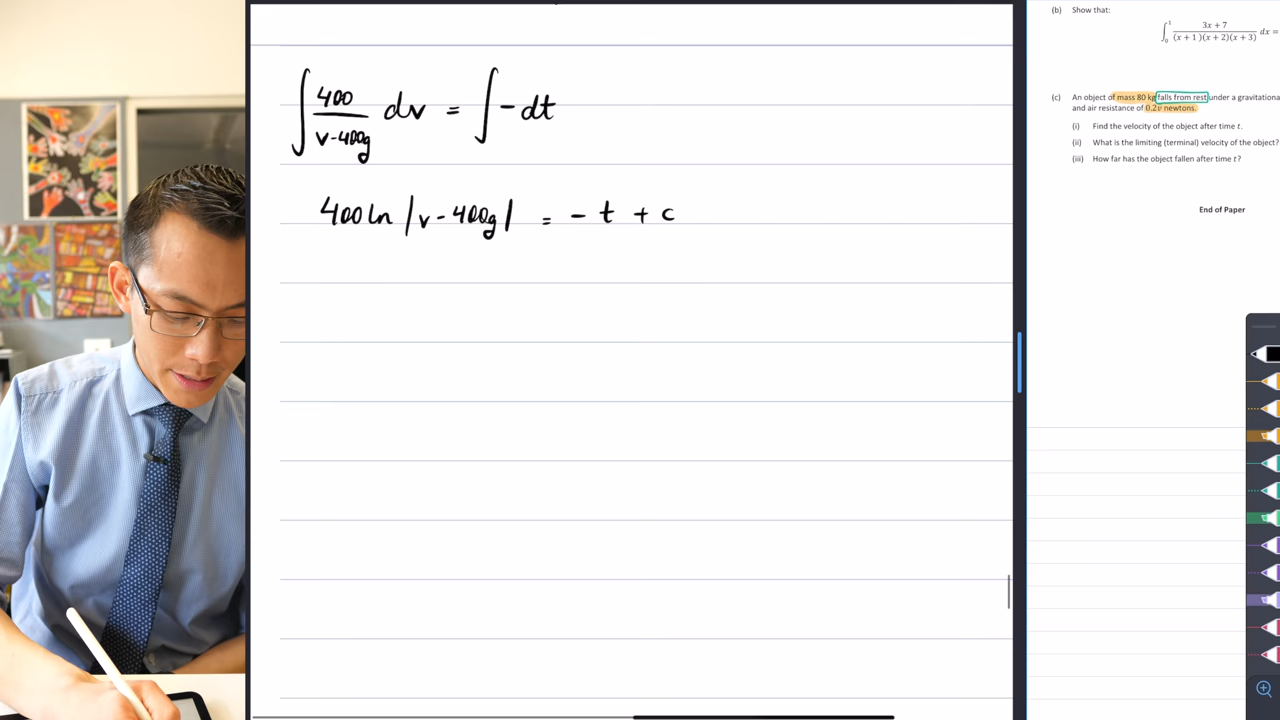 ∫ 400/(v-400g) dv = ∫ - dt
400 ln |v - 400g| = - t + c
(b) Show that:
∫₀¹ 3x + 7/((x + 1)(x + 2)(x + 3)) dx =
(c) An object of mass 80 kg falls from rest under a gravitationa
and air resistance of 0.2v newtons.
(i) Find the velocity of the object after time t.
(ii) What is the limiting (terminal) velocity of the object?
(iii) How far has the object fallen after time t?
End of Paper